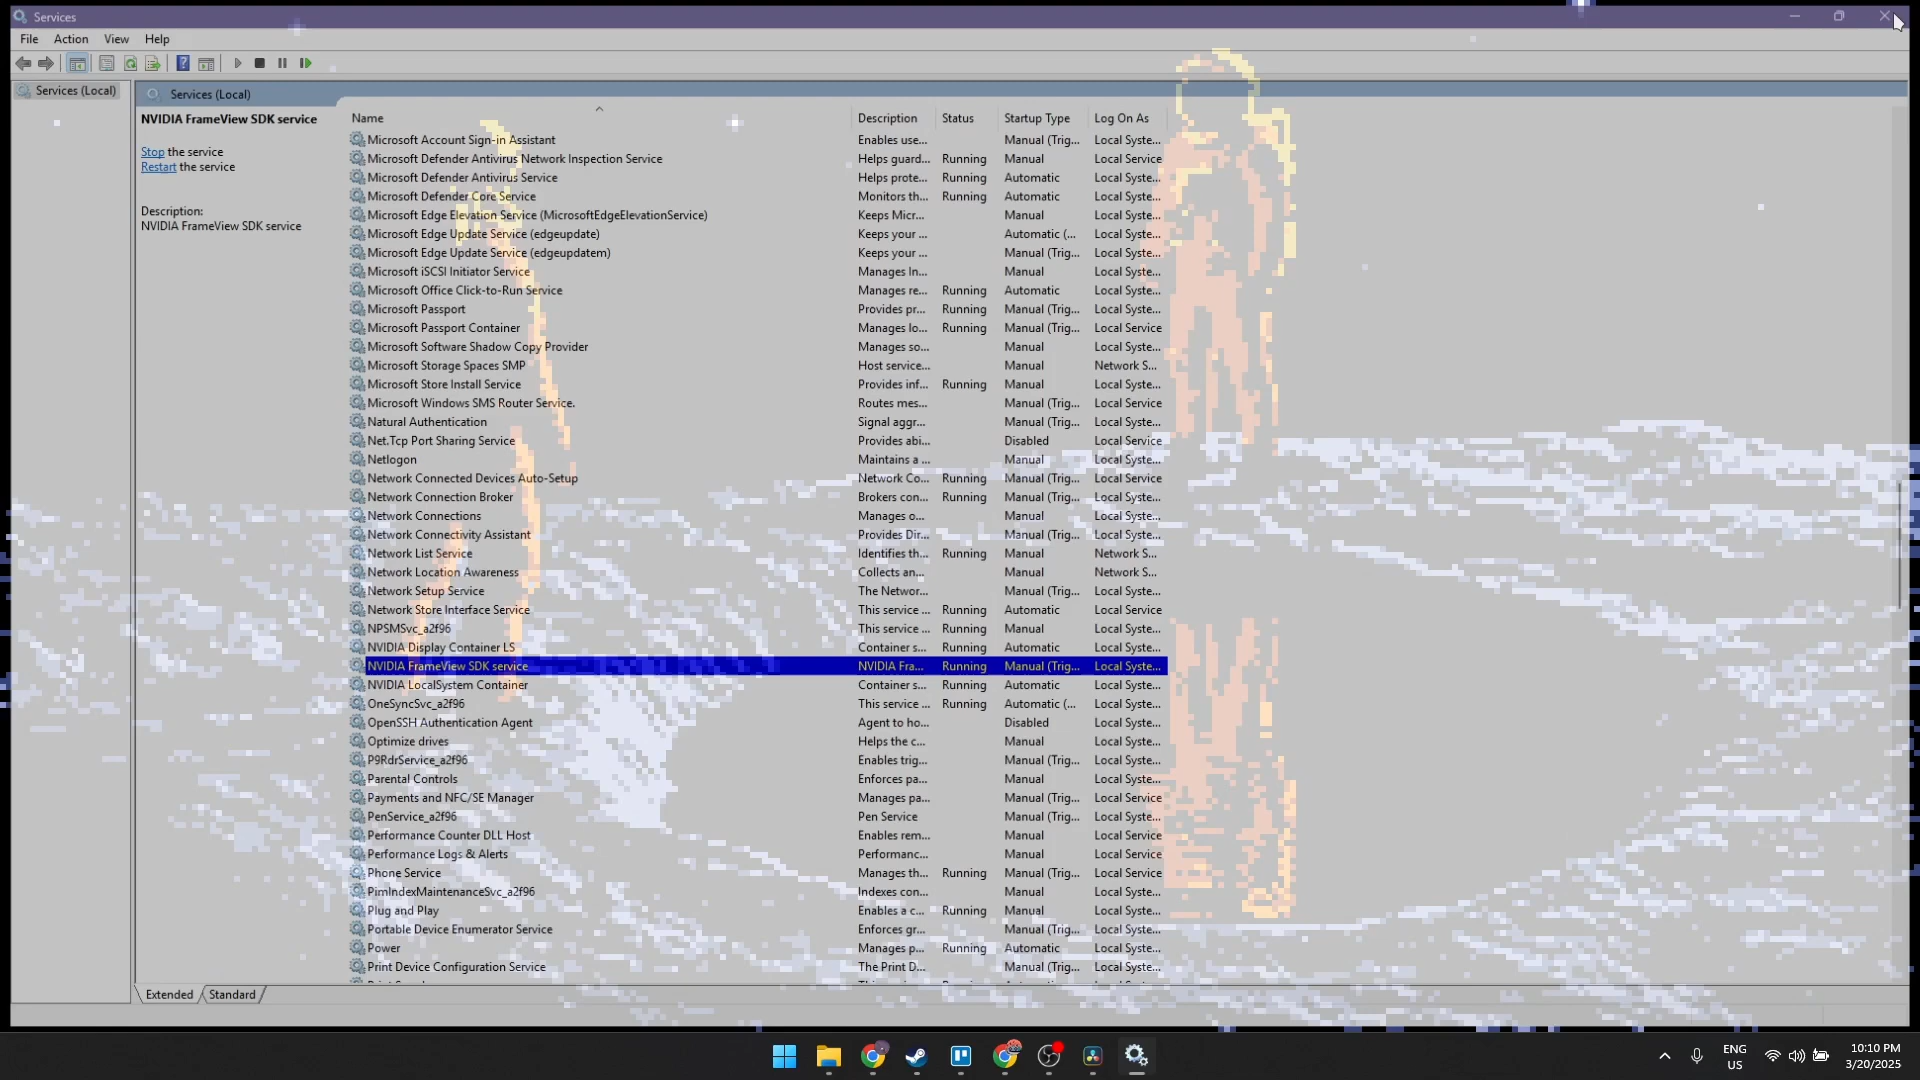 Services
File Action View Help
Services (Local)
Services (Local)
NVIDIA FrameView SDK service
Stop the service
Restart the service
Description:
NVIDIA FrameView SDK service
Name Description Status Startup Type Log On As
Microsoft Account Sign-in Assistant Enables use... Manual (Trig... Local Syste...
Microsoft Defender Antivirus Network Inspection Service Helps guard... Running Manual Local Service
Microsoft Defender Antivirus Service Helps prote... Running Automatic Local Syste...
Microsoft Defender Core Service Monitors th... Running Automatic Local Syste...
Microsoft Edge Elevation Service (MicrosoftEdgeElevationService) Keeps Micr... Manual Local Syste...
Microsoft Edge Update Service (edgeupdate) Keeps your ... Automatic (... Local Syste...
Microsoft Edge Update Service (edgeupdatem) Keeps your ... Manual (Trig... Local Syste...
Microsoft iSCSI Initiator Service Manages In... Manual Local Syste...
Microsoft Office Click-to-Run Service Manages re... Running Automatic Local Syste...
Microsoft Passport Provides pr... Running Manual (Trig... Local Syste...
Microsoft Passport Container Manages lo... Running Manual (Trig... Local Service
Microsoft Software Shadow Copy Provider Manages so... Manual Local Syste...
Microsoft Storage Spaces SMP Host service... Manual Network S...
Microsoft Store Install Service Provides inf... Running Manual Local Syste...
Microsoft Windows SMS Router Service. Routes mes... Manual (Trig... Local Service
Natural Authentication Signal aggr... Manual (Trig... Local Syste...
Net.Tcp Port Sharing Service Provides abi... Disabled Local Service
Netlogon Maintains a ... Manual Local Syste...
Network Connected Devices Auto-Setup Network Co... Running Manual (Trig... Local Service
Network Connection Broker Brokers con... Running Manual (Trig... Local Syste...
Network Connections Manages o... Manual Local Syste...
Network Connectivity Assistant Provides Dir... Manual (Trig... Local Syste...
Network List Service Identifies th... Running Manual Network S...
Network Location Awareness Collects an... Manual Network S...
Network Setup Service The Networ... Manual (Trig... Local Syste...
Network Store Interface Service This service ... Running Automatic Local Service
NPSMSvc_a2f96 This service ... Running Manual Local Syste...
NVIDIA Display Container LS Container s... Running Automatic Local Syste...
NVIDIA FrameView SDK service NVIDIA Fra... Running Manual (Trig... Local Syste...
NVIDIA LocalSystem Container Container s... Running Automatic Local Syste...
OneSyncSvc_a2f96 This service ... Running Automatic (... Local Syste...
OpenSSH Authentication Agent Agent to ho... Disabled Local Syste...
Optimize drives Helps the c... Manual Local Syste...
P9RdrService_a2f96 Enables trig... Manual (Trig... Local Syste...
Parental Controls Enforces pa... Manual Local Syste...
Payments and NFC/SE Manager Manages pa... Manual (Trig... Local Service
PenService_a2f96 Pen Service Manual (Trig... Local Syste...
Performance Counter DLL Host Enables rem... Manual Local Service
Performance Logs & Alerts Performanc... Manual Local Service
Phone Service Manages th... Running Manual (Trig... Local Service
PimIndexMaintenanceSvc_a2f96 Indexes con... Manual Local Syste...
Plug and Play Enables a c... Running Manual Local Syste...
Portable Device Enumerator Service Enforces gr... Manual (Trig... Local Syste...
Power Manages p... Running Automatic Local Syste...
Print Device Configuration Service The Print D... Manual (Trig... Local Syste...
Extended Standard
ENG
US
10:10 PM
3/20/2025